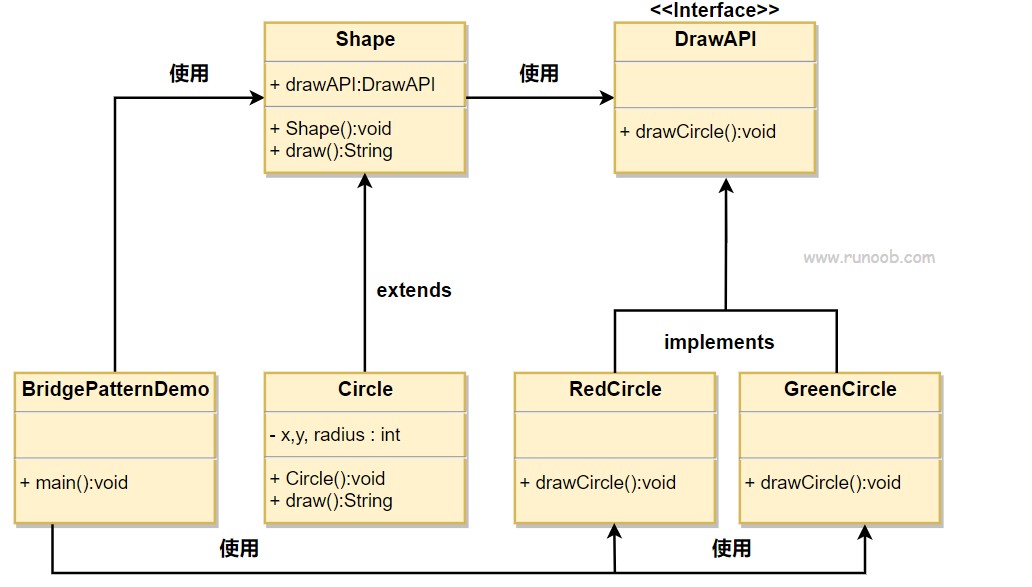 <<Interface>>
Shape
DrawAPI
使用
+ drawAPI:DrawAPI
使用
+ Shape():void
+ draw():String
+ drawCircle():void
www.runoob.com
extends
implements
BridgePatternDemo
+ main():void
Circle
- x,y, radius : int
+ Circle():void
+ draw():String
RedCircle
+ drawCircle():void
GreenCircle
+ drawCircle():void
使用
使用